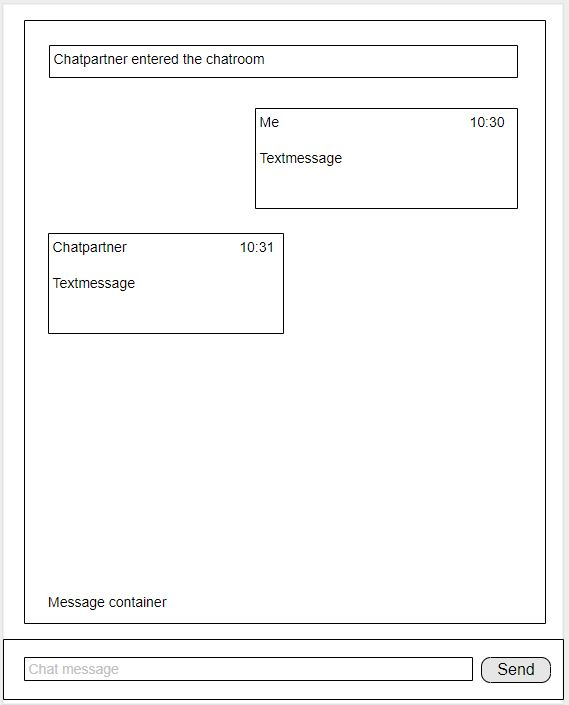 Chatpartner entered the chatroom
Me 10:30
Textmessage
Chatpartner 10:31
Textmessage
Message container
Chat message
Send